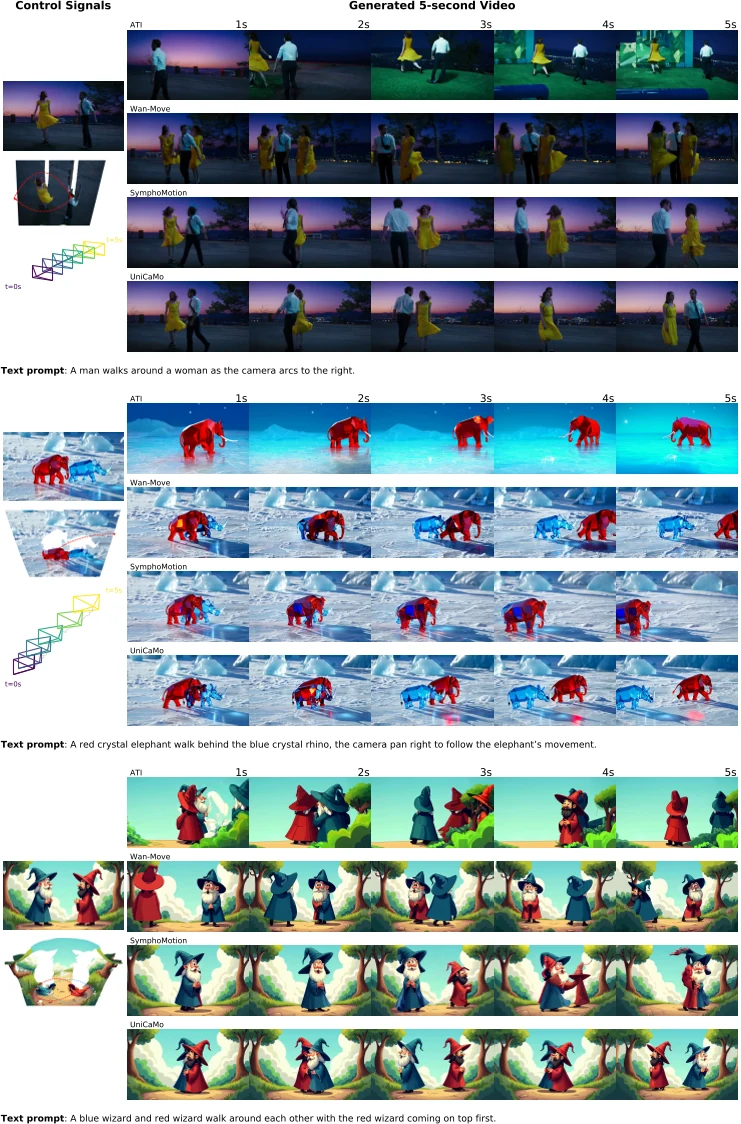 Control Signals
Generated 5-second Video
ATI 1s 2s 3s 4s 5s
Wan-Move
SymphoMotion
t=5s
t=0s
UniCaMo
Text prompt: A man walks around a woman as the camera arcs to the right.
ATI 1s 2s 3s 4s 5s
Wan-Move
SymphoMotion
t=5s
UniCaMo
t=0s
Text prompt: A red crystal elephant walk behind the blue crystal rhino, the camera pan right to follow the elephant's movement.
ATI 1s 2s 3s 4s 5s
Wan-Move
SymphoMotion
UniCaMo
Text prompt: A blue wizard and red wizard walk around each other with the red wizard coming on top first.